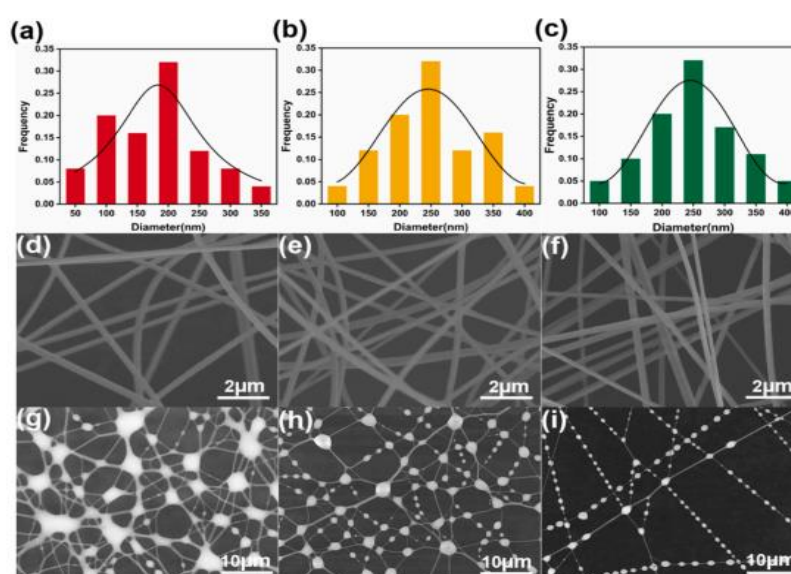 (a)
(b)
(c)
0.35
0.30
0.25
0.20
0.15
0.10
0.05
0.00
Frequency
50 100 150 200 250 300 350
Diameter(nm)
0.35
0.30
0.25
0.20
0.15
0.10
0.05
0.00
Frequency
100 150 200 250 300 350 400
Diameter(nm)
0.35
0.30
0.25
0.20
0.15
0.10
0.05
0.00
Frequency
100 150 200 250 300 350 400
Diameter(nm)
(d)
2μm
(e)
2μm
(f)
2μm
(g)
10μm
(h)
10μm
(i)
10μm